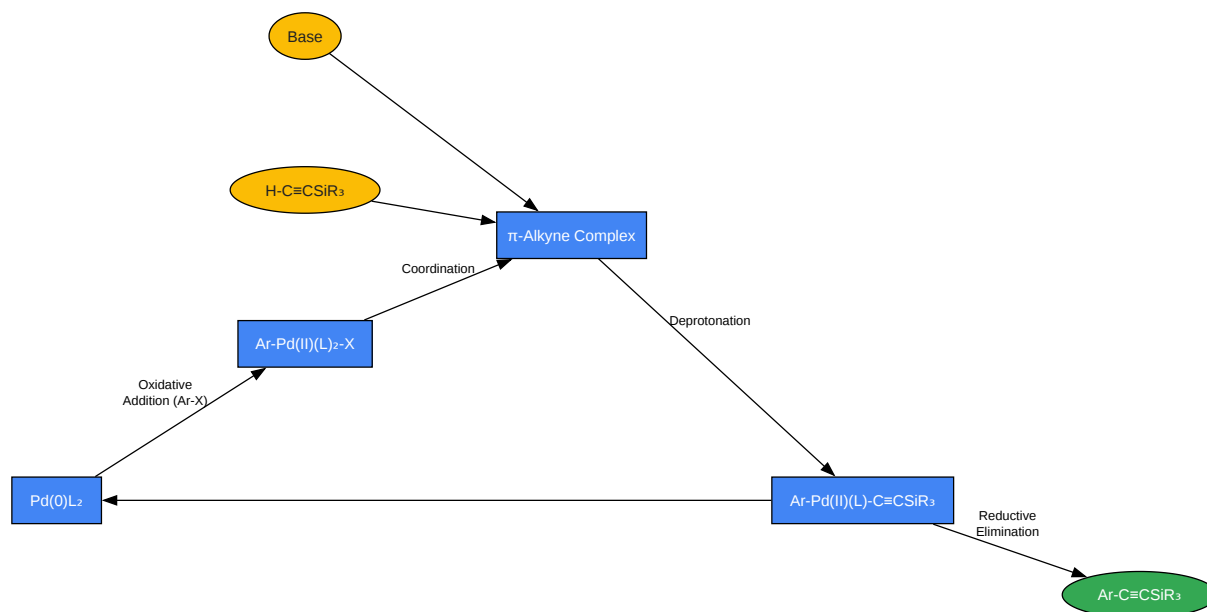 Base
H-C≡CSiR₃
π-Alkyne Complex
Coordination
Deprotonation
Ar-Pd(II)(L)₂-X
Oxidative
Addition (Ar-X)
Pd(0)L₂
Ar-Pd(II)(L)-C≡CSiR₃
Reductive
Elimination
Ar-C≡CSiR₃